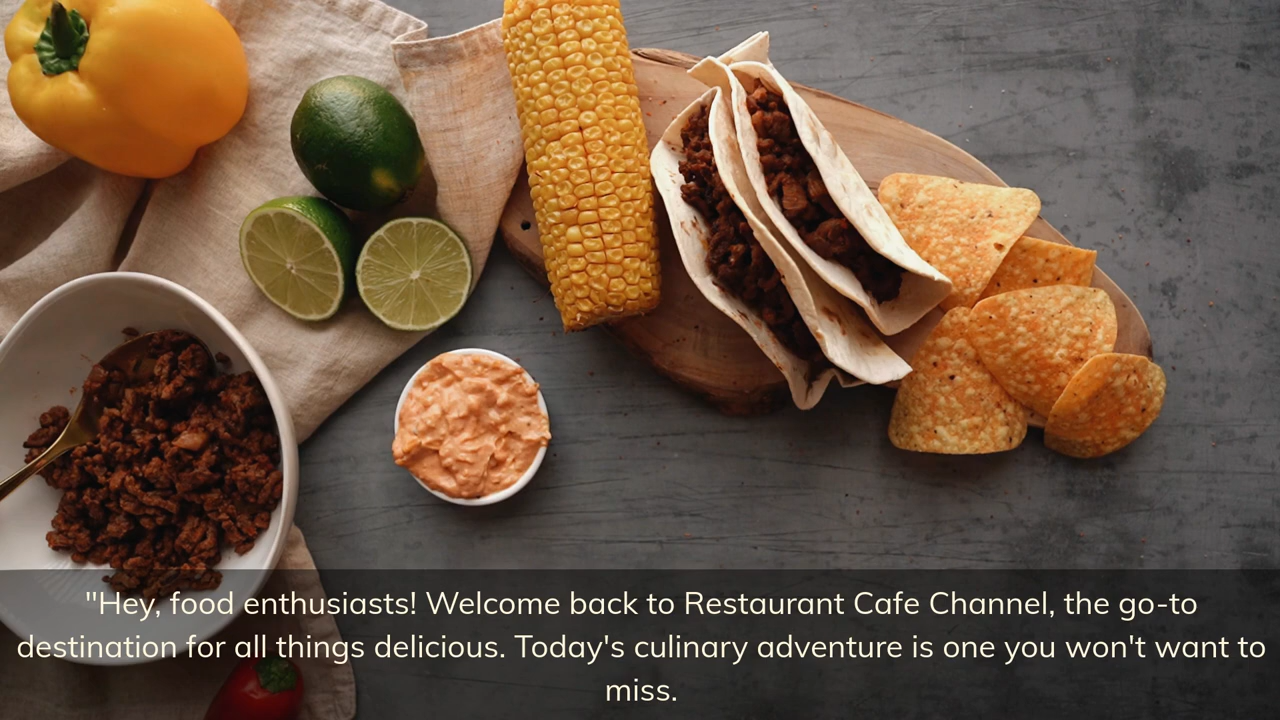 "Hey, food enthusiasts! Welcome back to Restaurant Cafe Channel, the go-to
destination for all things delicious. Today's culinary adventure is one you won't want to
miss.